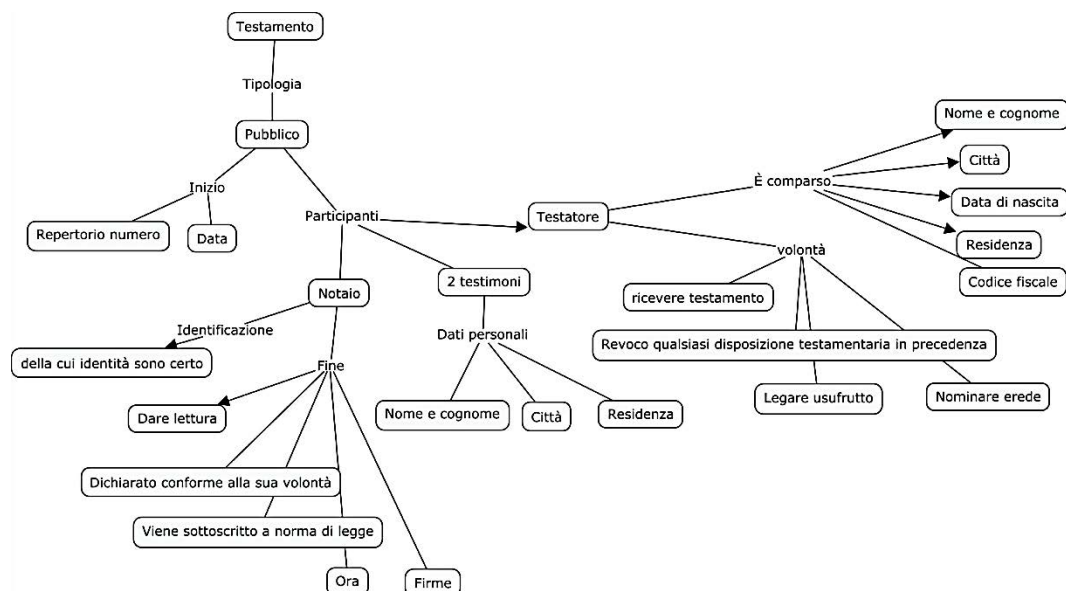 Testamento
Tipologia
Pubblico
Inizio
Repertorio numero
Data
Participanti
Testatore
È comparso
Nome e cognome
Città
Data di nascita
Residenza
Codice fiscale
volontà
ricevere testamento
Revoco qualsiasi disposizione testamentaria in precedenza
Legare usufrutto
Nominare erede
Notaio
2 testimoni
Identificazione
Dati personali
della cui identità sono certo
Fine
Nome e cognome
Città
Residenza
Dare lettura
Dichiarato conforme alla sua volontà
Viene sottoscritto a norma di legge
Ora
Firme